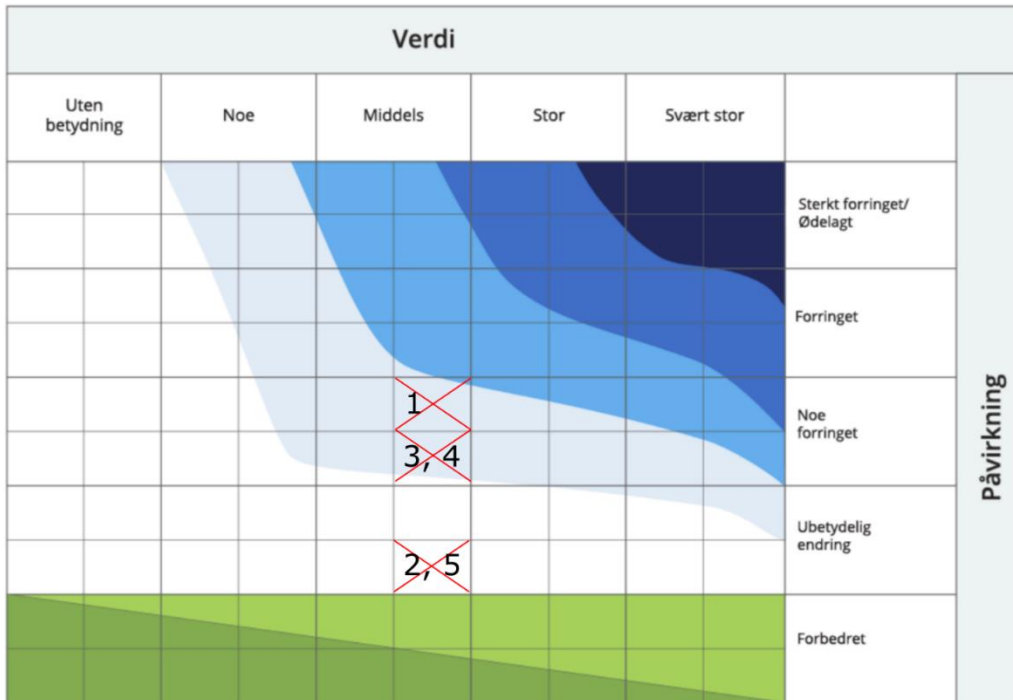 Verdi
Uten
betydning
Noe
Middels
Stor
Svært stor
Sterkt forringet/
Ødelagt
Forringet
1
Noe
forringet
3, 4
Ubetydelig
endring
2, 5
Forbedret
Påvirkning